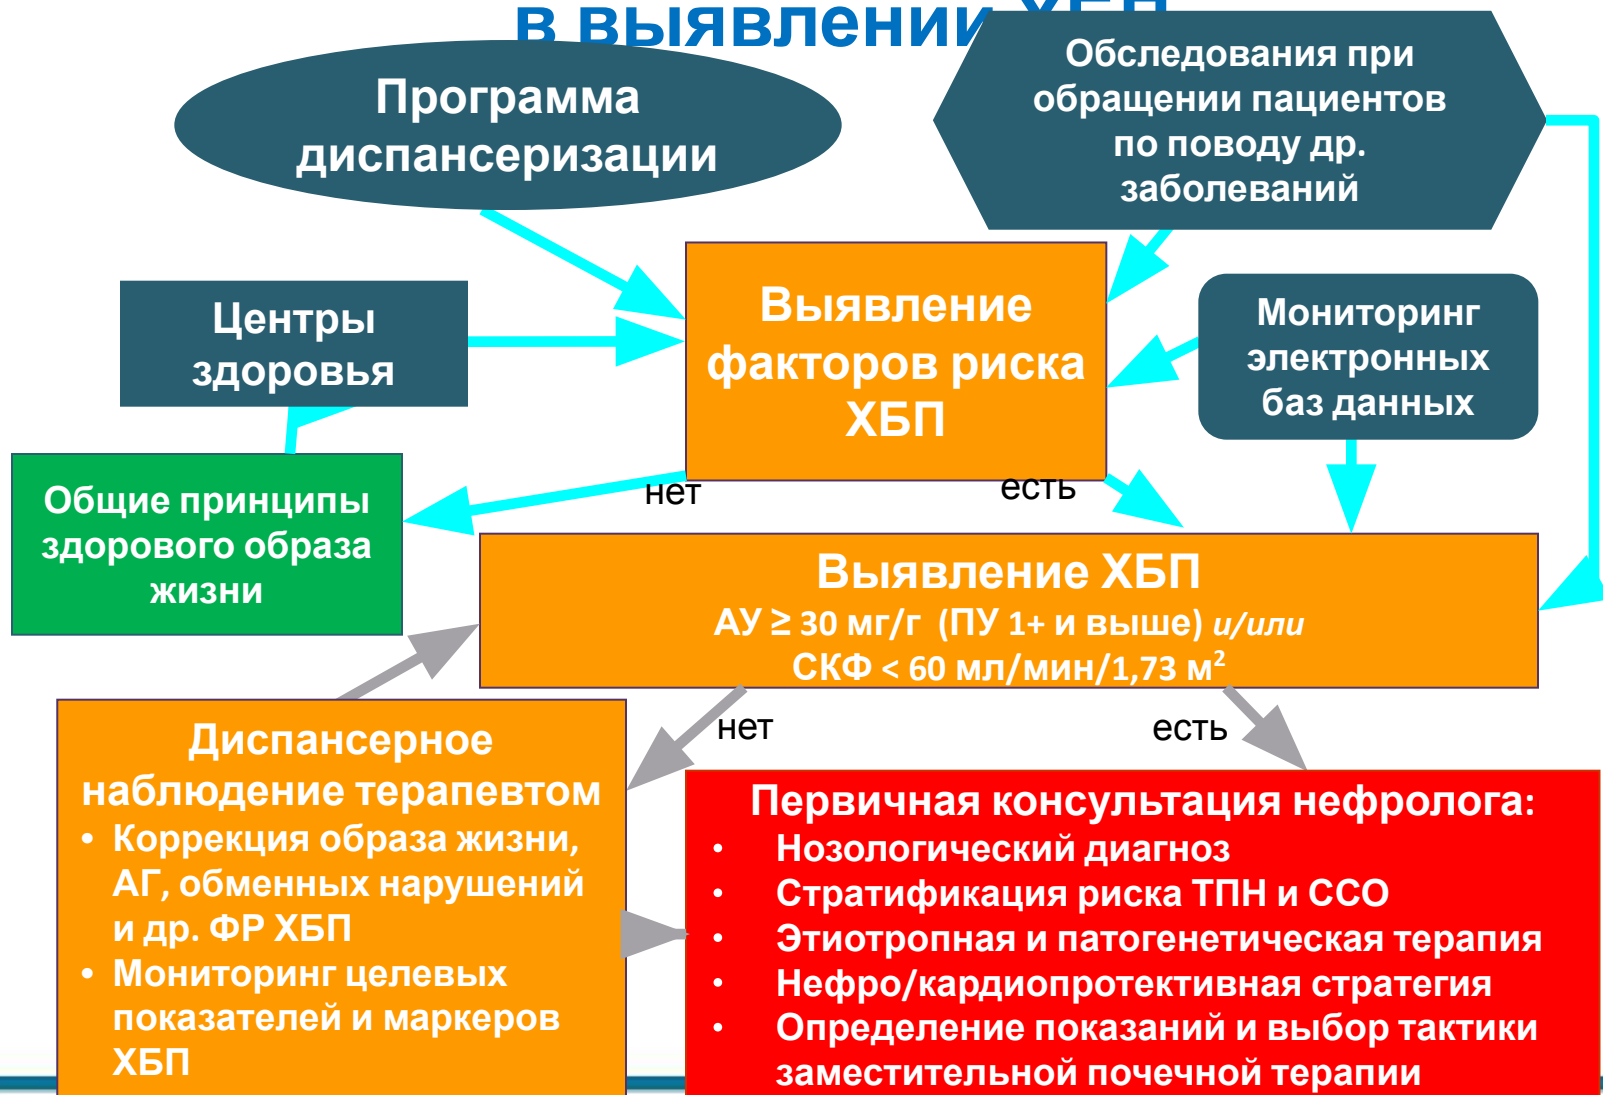 в выявлении ХБП
Программа
диспансеризации
Обследования при
обращении пациентов
по поводу др.
заболеваний
Центры
здоровья
Выявление
факторов риска
ХБП
Мониторинг
электронных
баз данных
Общие принципы
здорового образа
жизни
нет
есть
Выявление ХБП
АУ ≥ 30 мг/г (ПУ 1+ и выше) и/или
СКФ < 60 мл/мин/1,73 м²
нет
есть
Диспансерное
наблюдение терапевтом
• Коррекция образа жизни,
АГ, обменных нарушений
и др. ФР ХБП
• Мониторинг целевых
показателей и маркеров
ХБП
Первичная консультация нефролога:
• Нозологический диагноз
• Стратификация риска ТПН и ССО
• Этиотропная и патогенетическая терапия
• Нефро/кардиопротективная стратегия
• Определение показаний и выбор тактики
заместительной почечной терапии